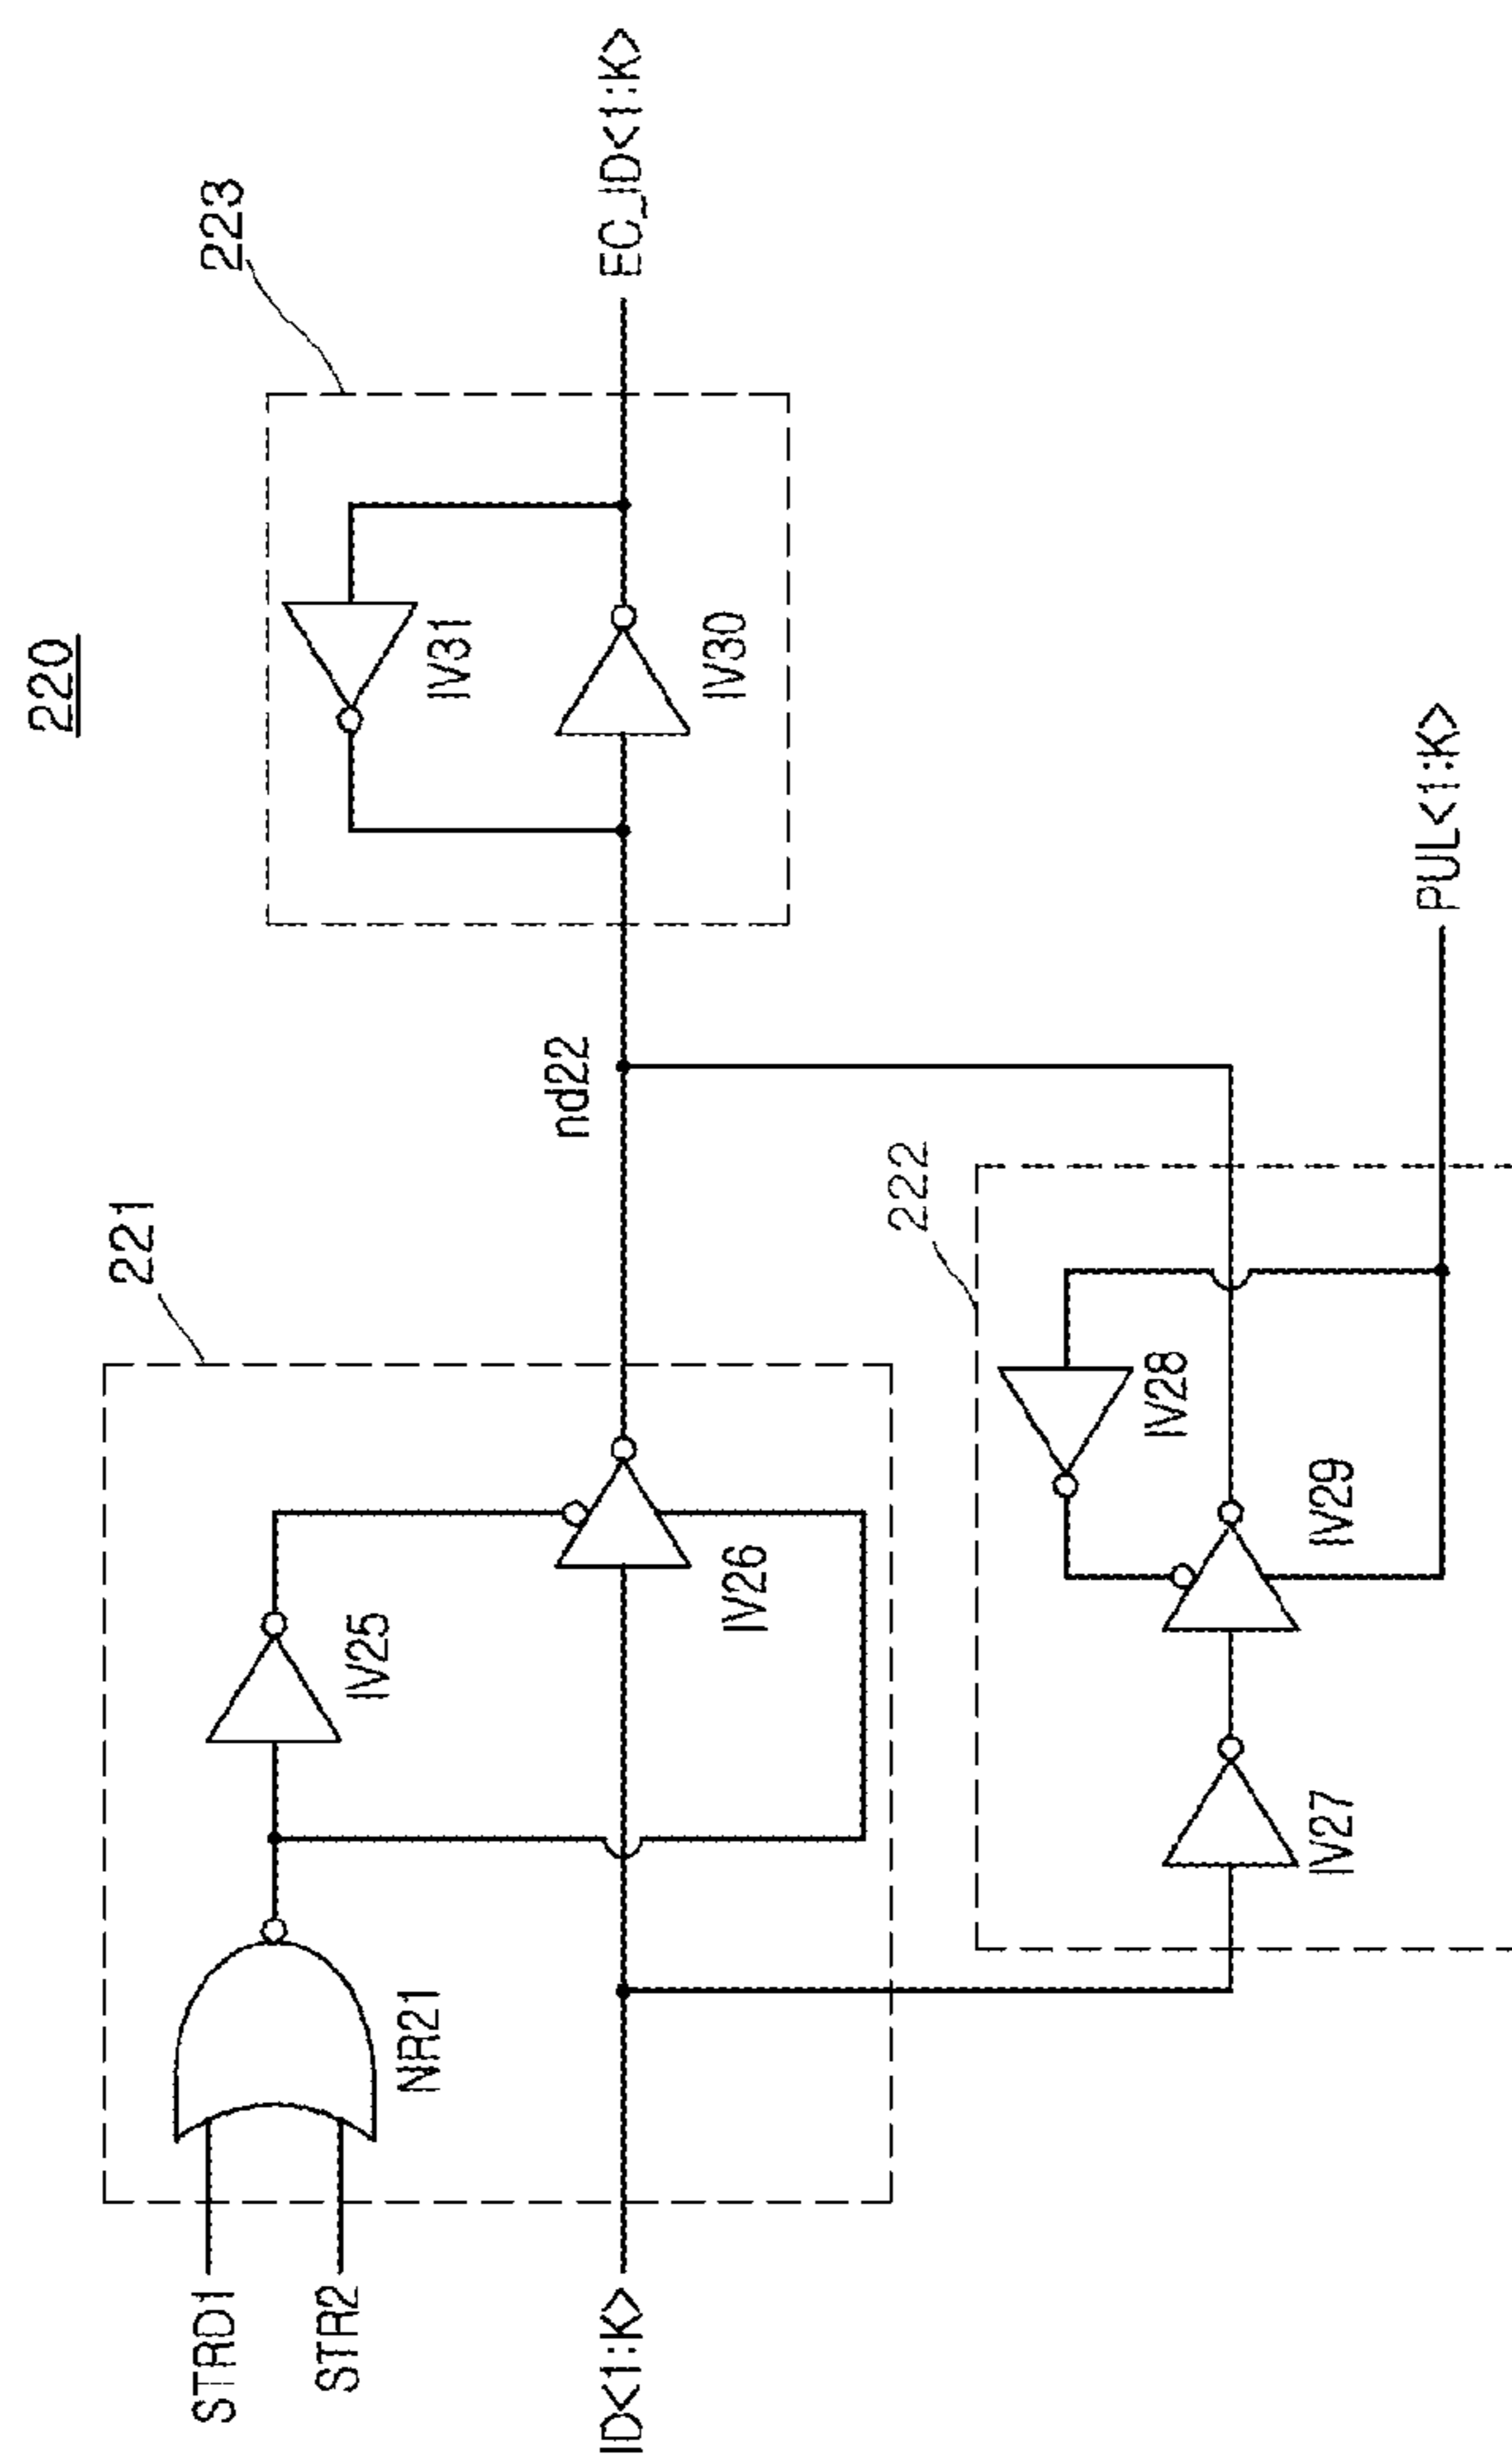 220
221
223
STRD1
STR2
NR21
IV25
IV26
nd22
IV31
IV30
ID<1:K>
EC_ID<1:K>
222
IV28
IV27
IV29
PUL<1:K>